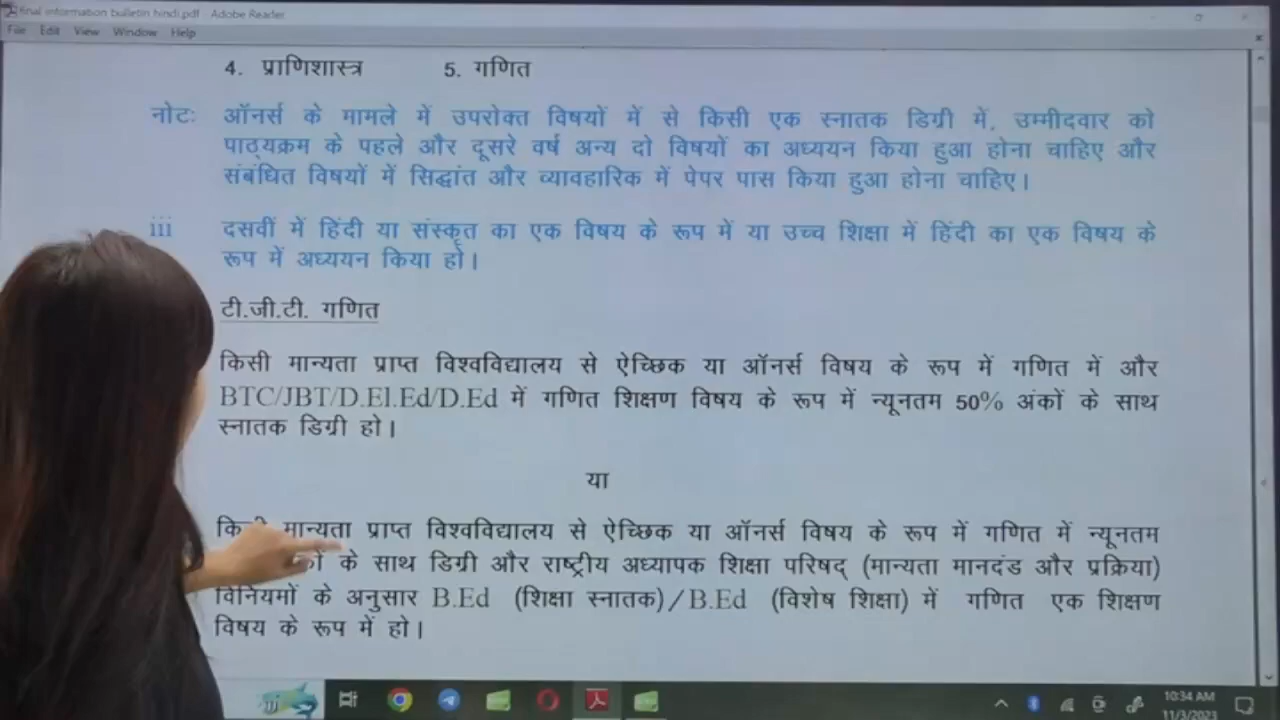 final information bulletin hindi.pdf - Adobe Reader
File Edit View Window Help
4. प्राणिशास्त्र 5. गणित
नोटः ऑनर्स के मामले में उपरोक्त विषयों में से किसी एक स्नातक डिग्री में, उम्मीदवार को
पाठ्यक्रम के पहले और दूसरे वर्ष अन्य दो विषयों का अध्ययन किया हुआ होना चाहिए और
संबंधित विषयों में सिद्धांत और व्यावहारिक में पेपर पास किया हुआ होना चाहिए।
iii दसवीं में हिंदी या संस्कृत का एक विषय के रूप में या उच्च शिक्षा में हिंदी का एक विषय के
रूप में अध्ययन किया हो।
टी.जी.टी. गणित
किसी मान्यता प्राप्त विश्वविद्यालय से ऐच्छिक या ऑनर्स विषय के रूप में गणित में और
BTC/JBT/D.El.Ed/D.Ed में गणित शिक्षण विषय के रूप में न्यूनतम 50% अंकों के साथ
स्नातक डिग्री हो।
या
मान्यता प्राप्त विश्वविद्यालय से ऐच्छिक या ऑनर्स विषय के रूप में गणित में न्यूनतम
के साथ डिग्री और राष्ट्रीय अध्यापक शिक्षा परिषद् (मान्यता मानदंड और प्रक्रिया)
विनियमों के अनुसार B.Ed (शिक्षा स्नातक)/B.Ed (विशेष शिक्षा) में गणित एक शिक्षण
विषय के रूप में हो।
10:34 AM
11/3/2023